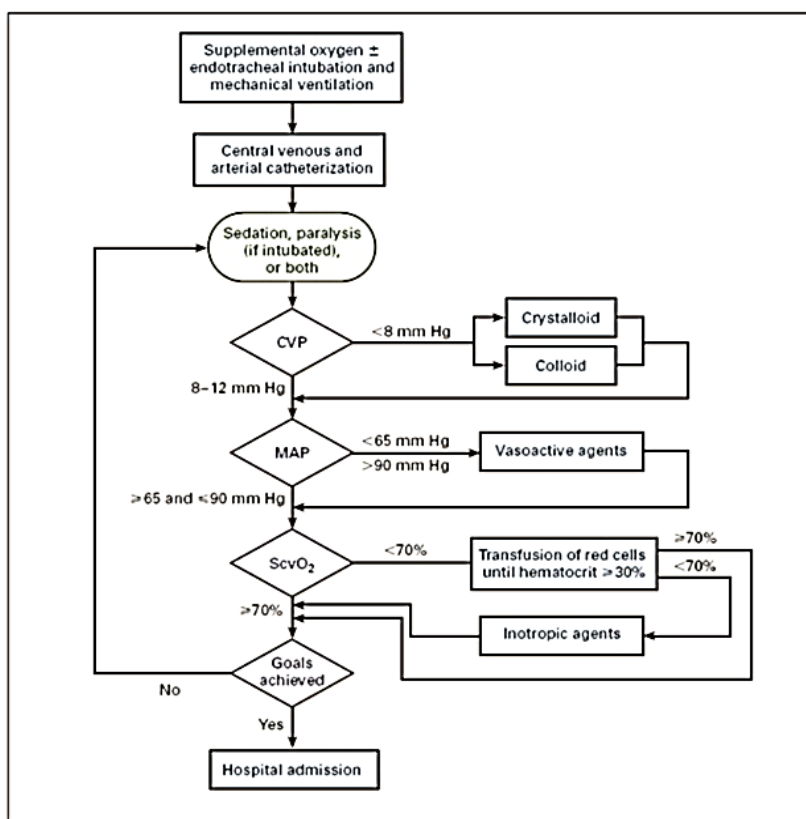 Supplemental oxygen ±
endotracheal intubation and
mechanical ventilation
Central venous and
arterial catheterization
Sedation, paralysis
(if intubated),
or both
CVP
<8 mm Hg
Crystalloid
Colloid
8–12 mm Hg
MAP
<65 mm Hg
>90 mm Hg
Vasoactive agents
≥65 and ≤90 mm Hg
ScvO₂
<70%
Transfusion of red cells
until hematocrit ≥30%
≥70%
<70%
≥70%
Inotropic agents
Goals
achieved
No
Yes
Hospital admission